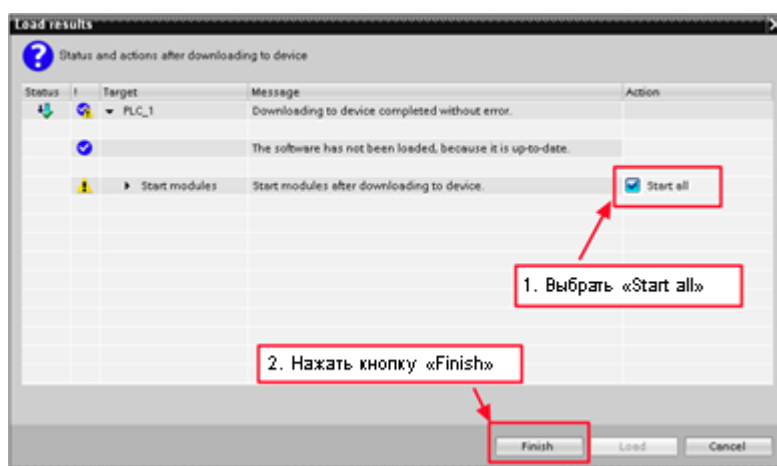 Load results
Status and actions after downloading to device
Status ! Target Message Action
PLC_1 Downloading to device completed without error.
The software has not been loaded, because it is up-to-date.
Start modules Start modules after downloading to device. Start all
1. Выбрать «Start all»
2. Нажать кнопку «Finish»
Finish Load Cancel